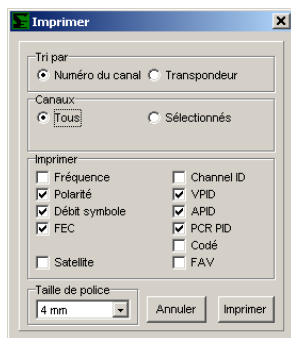 Imprimer
Tri par
Numéro du canal Transpondeur
Canaux
Tous Sélectionnés
Imprimer
Fréquence Channel ID
Polarité VPID
Débit symbole APID
FEC PCR PID
Codé
Satellite FAV
Taille de police
4 mm Annuler Imprimer